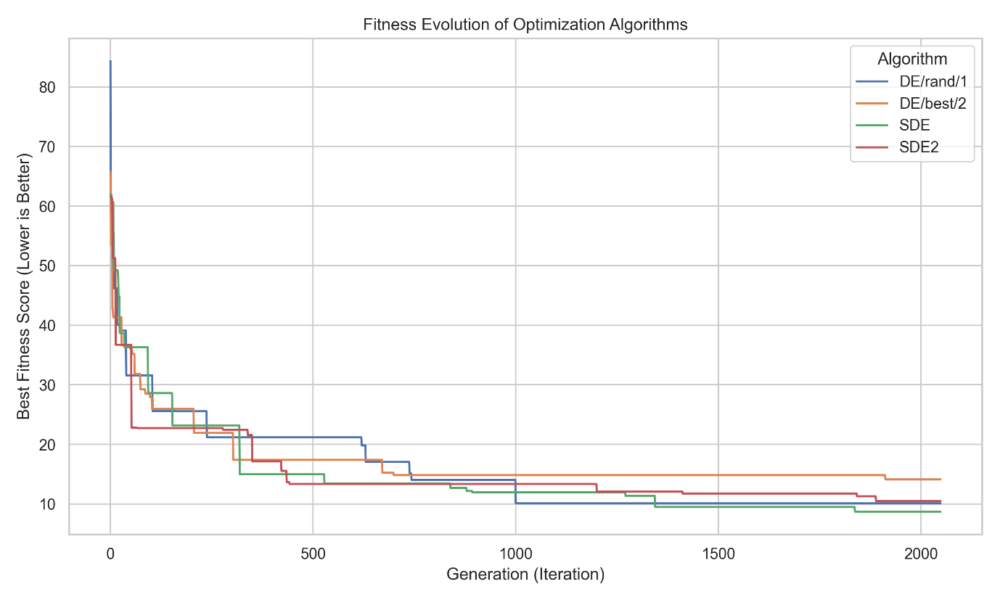 Fitness Evolution of Optimization Algorithms
Best Fitness Score (Lower is Better)
80
70
60
50
40
30
20
10
Algorithm
DE/rand/1
DE/best/2
SDE
SDE2
0
500
1000
1500
2000
Generation (Iteration)